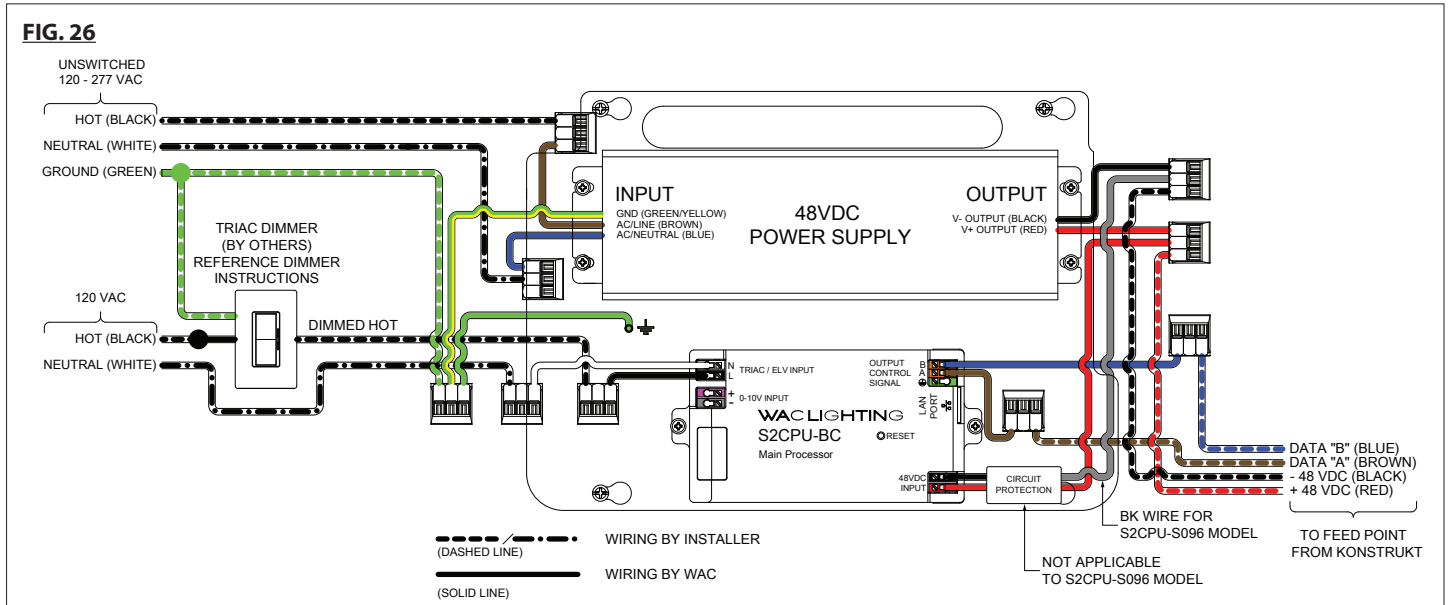 FIG. 26
UNSWITCHED
120 - 277 VAC
HOT (BLACK)
NEUTRAL (WHITE)
GROUND (GREEN)
TRIAC DIMMER
(BY OTHERS)
REFERENCE DIMMER
INSTRUCTIONS
120 VAC
HOT (BLACK)
NEUTRAL (WHITE)
DIMMED HOT
INPUT
GND (GREEN/YELLOW)
AC/LINE (BROWN)
AC/NEUTRAL (BLUE)
48VDC
POWER SUPPLY
OUTPUT
V- OUTPUT (BLACK)
V+ OUTPUT (RED)
N
L
TRIAC / ELV INPUT
+
-
0-10V INPUT
OUTPUT
CONTROL
SIGNAL
B
A
LAN
PORT
WAC LIGHTING
S2CPU-BC
RESET
Main Processor
48VDC
INPUT
CIRCUIT
PROTECTION
DATA "B" (BLUE)
DATA "A" (BROWN)
- 48 VDC (BLACK)
+ 48 VDC (RED)
TO FEED POINT
FROM KONSTRUKT
BK WIRE FOR
S2CPU-S096 MODEL
NOT APPLICABLE
TO S2CPU-S096 MODEL
WIRING BY INSTALLER
(DASHED LINE)
WIRING BY WAC
(SOLID LINE)